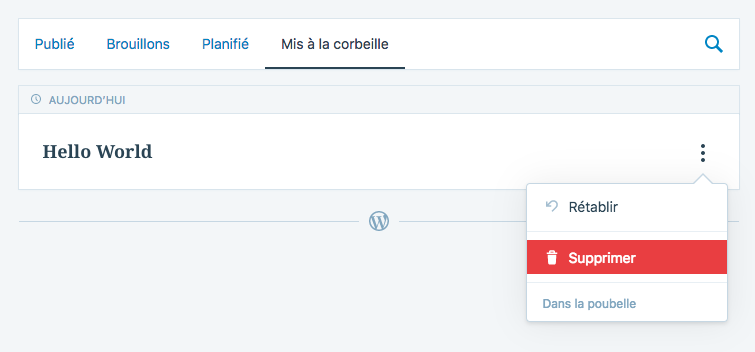 Publié Brouillons Planifié Mis à la corbeille
AUJOURD'HUI
Hello World
Rétablir
Supprimer
Dans la poubelle